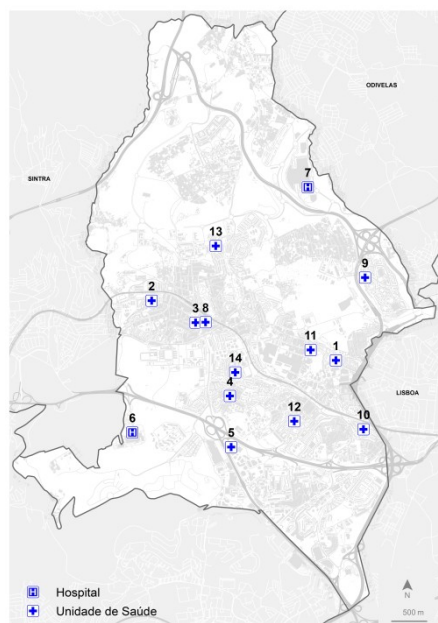 ODIVELAS
SINTRA
7
13
9
2
3 8
11
1
14
4
LISBOA
12
10
6
5
H Hospital
Unidade de Saúde
N
500 m